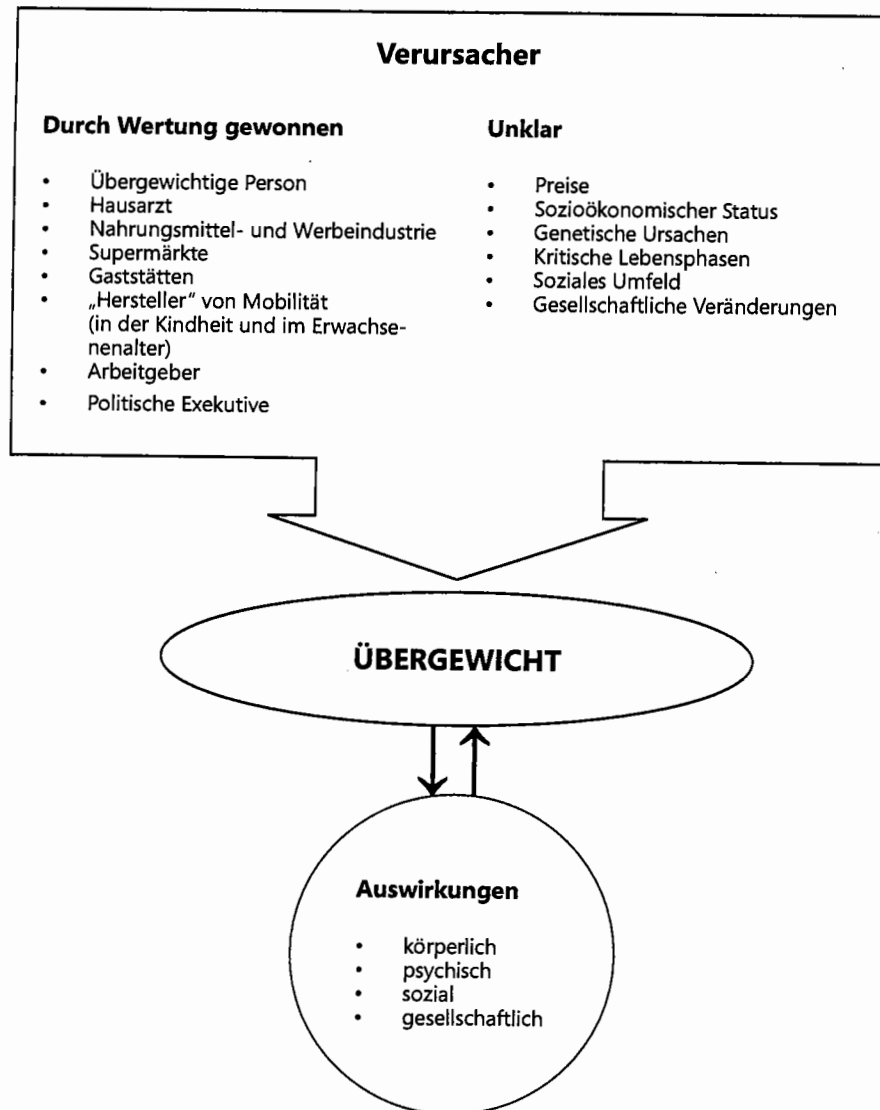 Verursacher
Durch Wertung gewonnen
• Übergewichtige Person
• Hausarzt
• Nahrungsmittel- und Werbeindustrie
• Supermärkte
• Gaststätten
• „Hersteller“ von Mobilität
(in der Kindheit und im Erwachse-
nenalter)
• Arbeitgeber
• Politische Exekutive
Unklar
• Preise
• Sozioökonomischer Status
• Genetische Ursachen
• Kritische Lebensphasen
• Soziales Umfeld
• Gesellschaftliche Veränderungen
ÜBERGEWICHT
Auswirkungen
• körperlich
• psychisch
• sozial
• gesellschaftlich